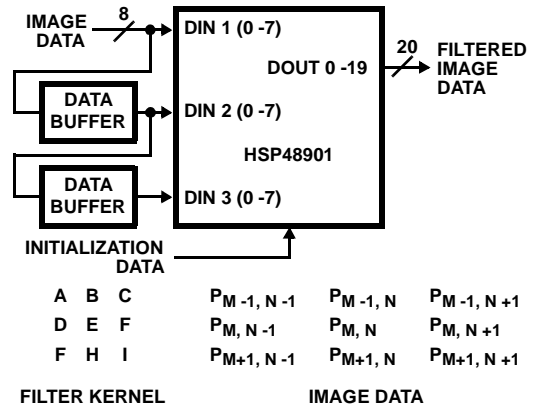 IMAGE DATA
8
DIN 1 (0 -7)
20
FILTERED IMAGE DATA
DOUT 0 -19
DATA BUFFER
DIN 2 (0 -7)
HSP48901
DATA BUFFER
DIN 3 (0 -7)
INITIALIZATION DATA
A B C PM -1, N -1 PM -1, N PM -1, N +1
D E F PM, N -1 PM, N PM, N +1
F H I PM+1, N -1 PM+1, N PM+1, N +1
FILTER KERNEL IMAGE DATA